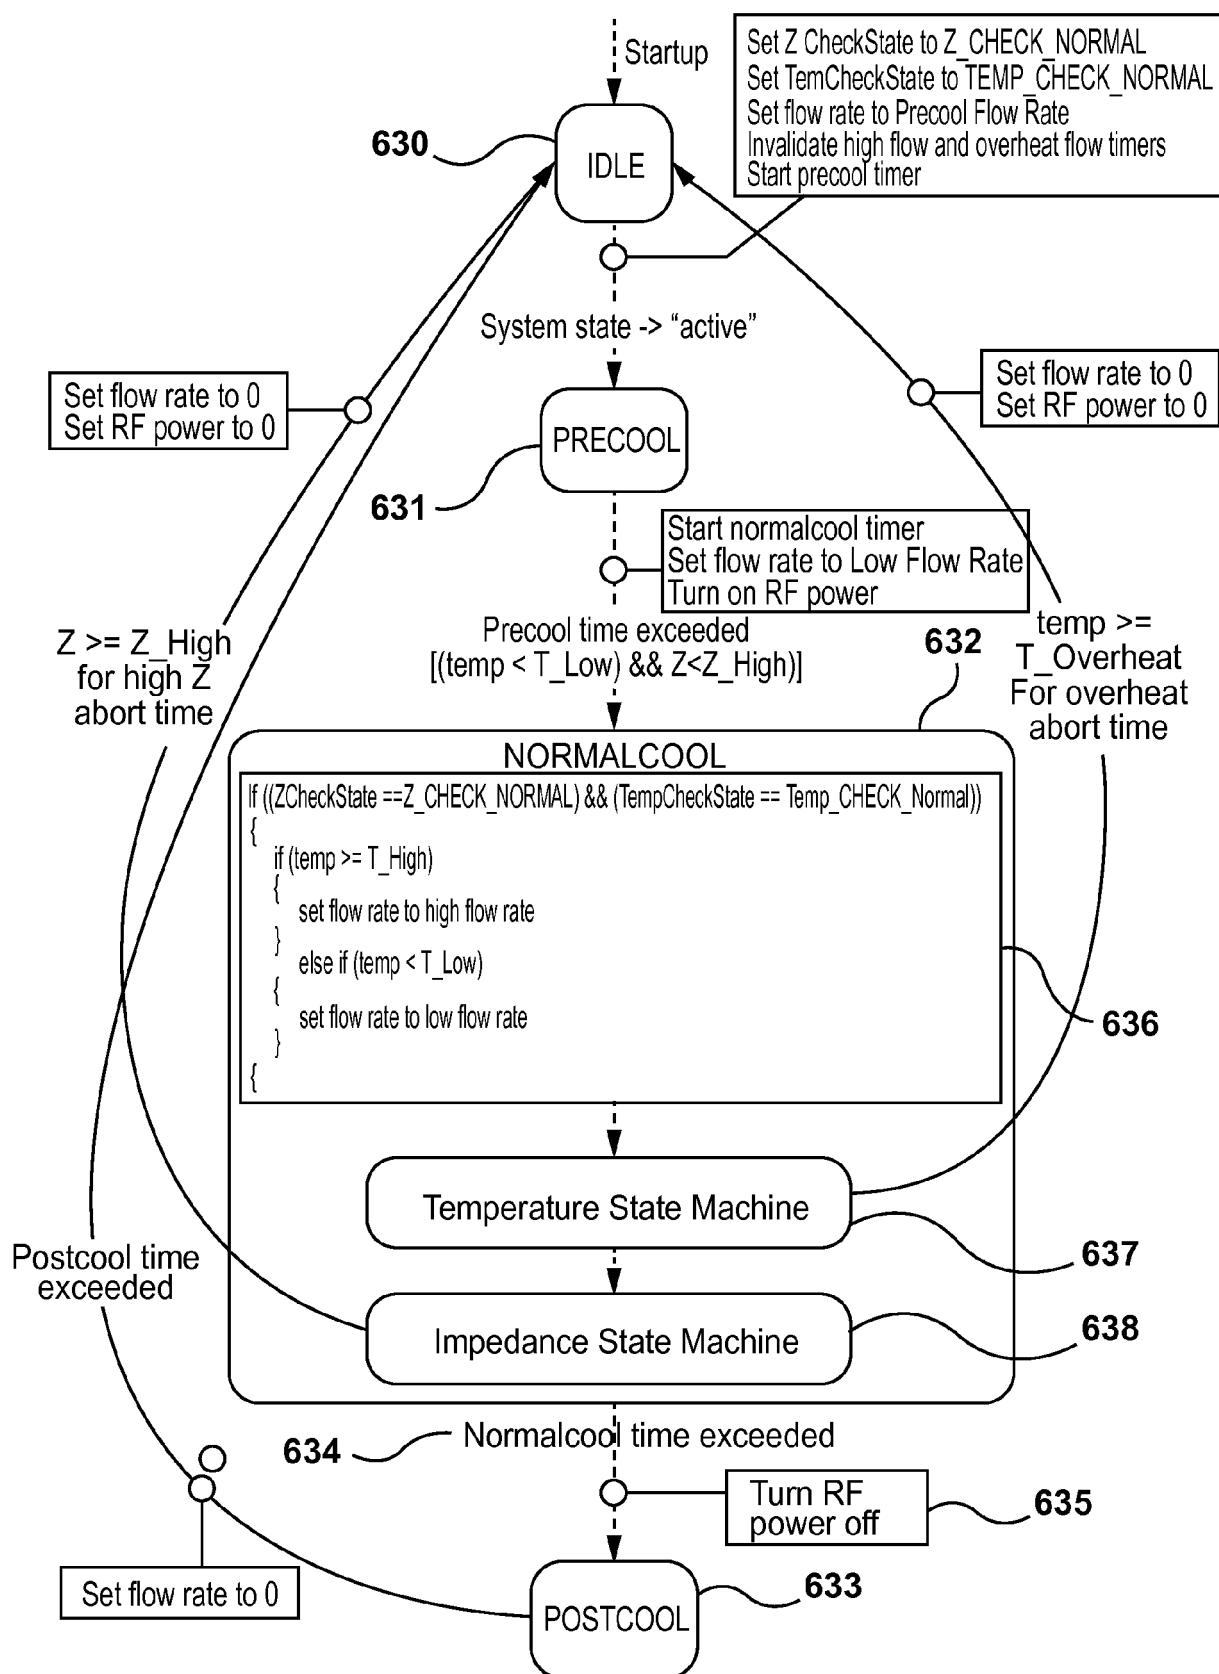 Startup
Set Z CheckState to Z_CHECK_NORMAL
Set TemCheckState to TEMP_CHECK_NORMAL
Set flow rate to Precool Flow Rate
Invalidate high flow and overheat flow timers
Start precool timer
630
IDLE
System state -> “active”
Set flow rate to 0
Set RF power to 0
Set flow rate to 0
Set RF power to 0
PRECOOL
631
Start normalcool timer
Set flow rate to Low Flow Rate
Turn on RF power
Precool time exceeded
[(temp < T_Low) && Z<Z_High)]
632
Z >= Z_High
for high Z
abort time
temp >=
T_Overheat
For overheat
abort time
NORMALCOOL
If ((ZCheckState ==Z_CHECK_NORMAL) && (TempCheckState == Temp_CHECK_Normal))
{
if (temp >= T_High)
{
set flow rate to high flow rate
}
else if (temp < T_Low)
{
set flow rate to low flow rate
}
{
636
Temperature State Machine
637
Impedance State Machine
638
Postcool time
exceeded
634
Normalcool time exceeded
Turn RF
power off
635
Set flow rate to 0
POSTCOOL
633